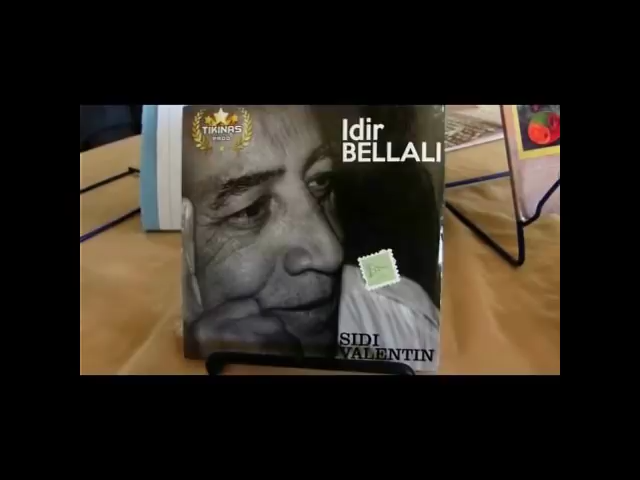 TIKINAS
PROD
Idir
BELLALI
SIDI
VALENTIN